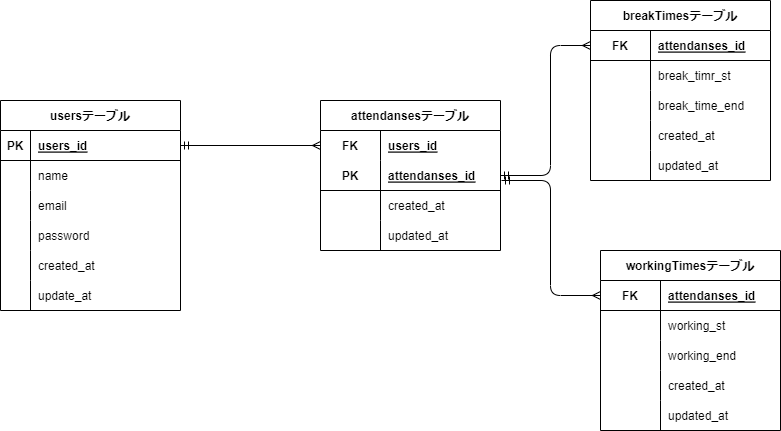 usersテーブル
PK users_id
name
email
password
created_at
update_at
attendansesテーブル
FK users_id
PK attendanses_id
created_at
updated_at
breakTimesテーブル
FK attendanses_id
break_timr_st
break_time_end
created_at
updated_at
workingTimesテーブル
FK attendanses_id
working_st
working_end
created_at
updated_at